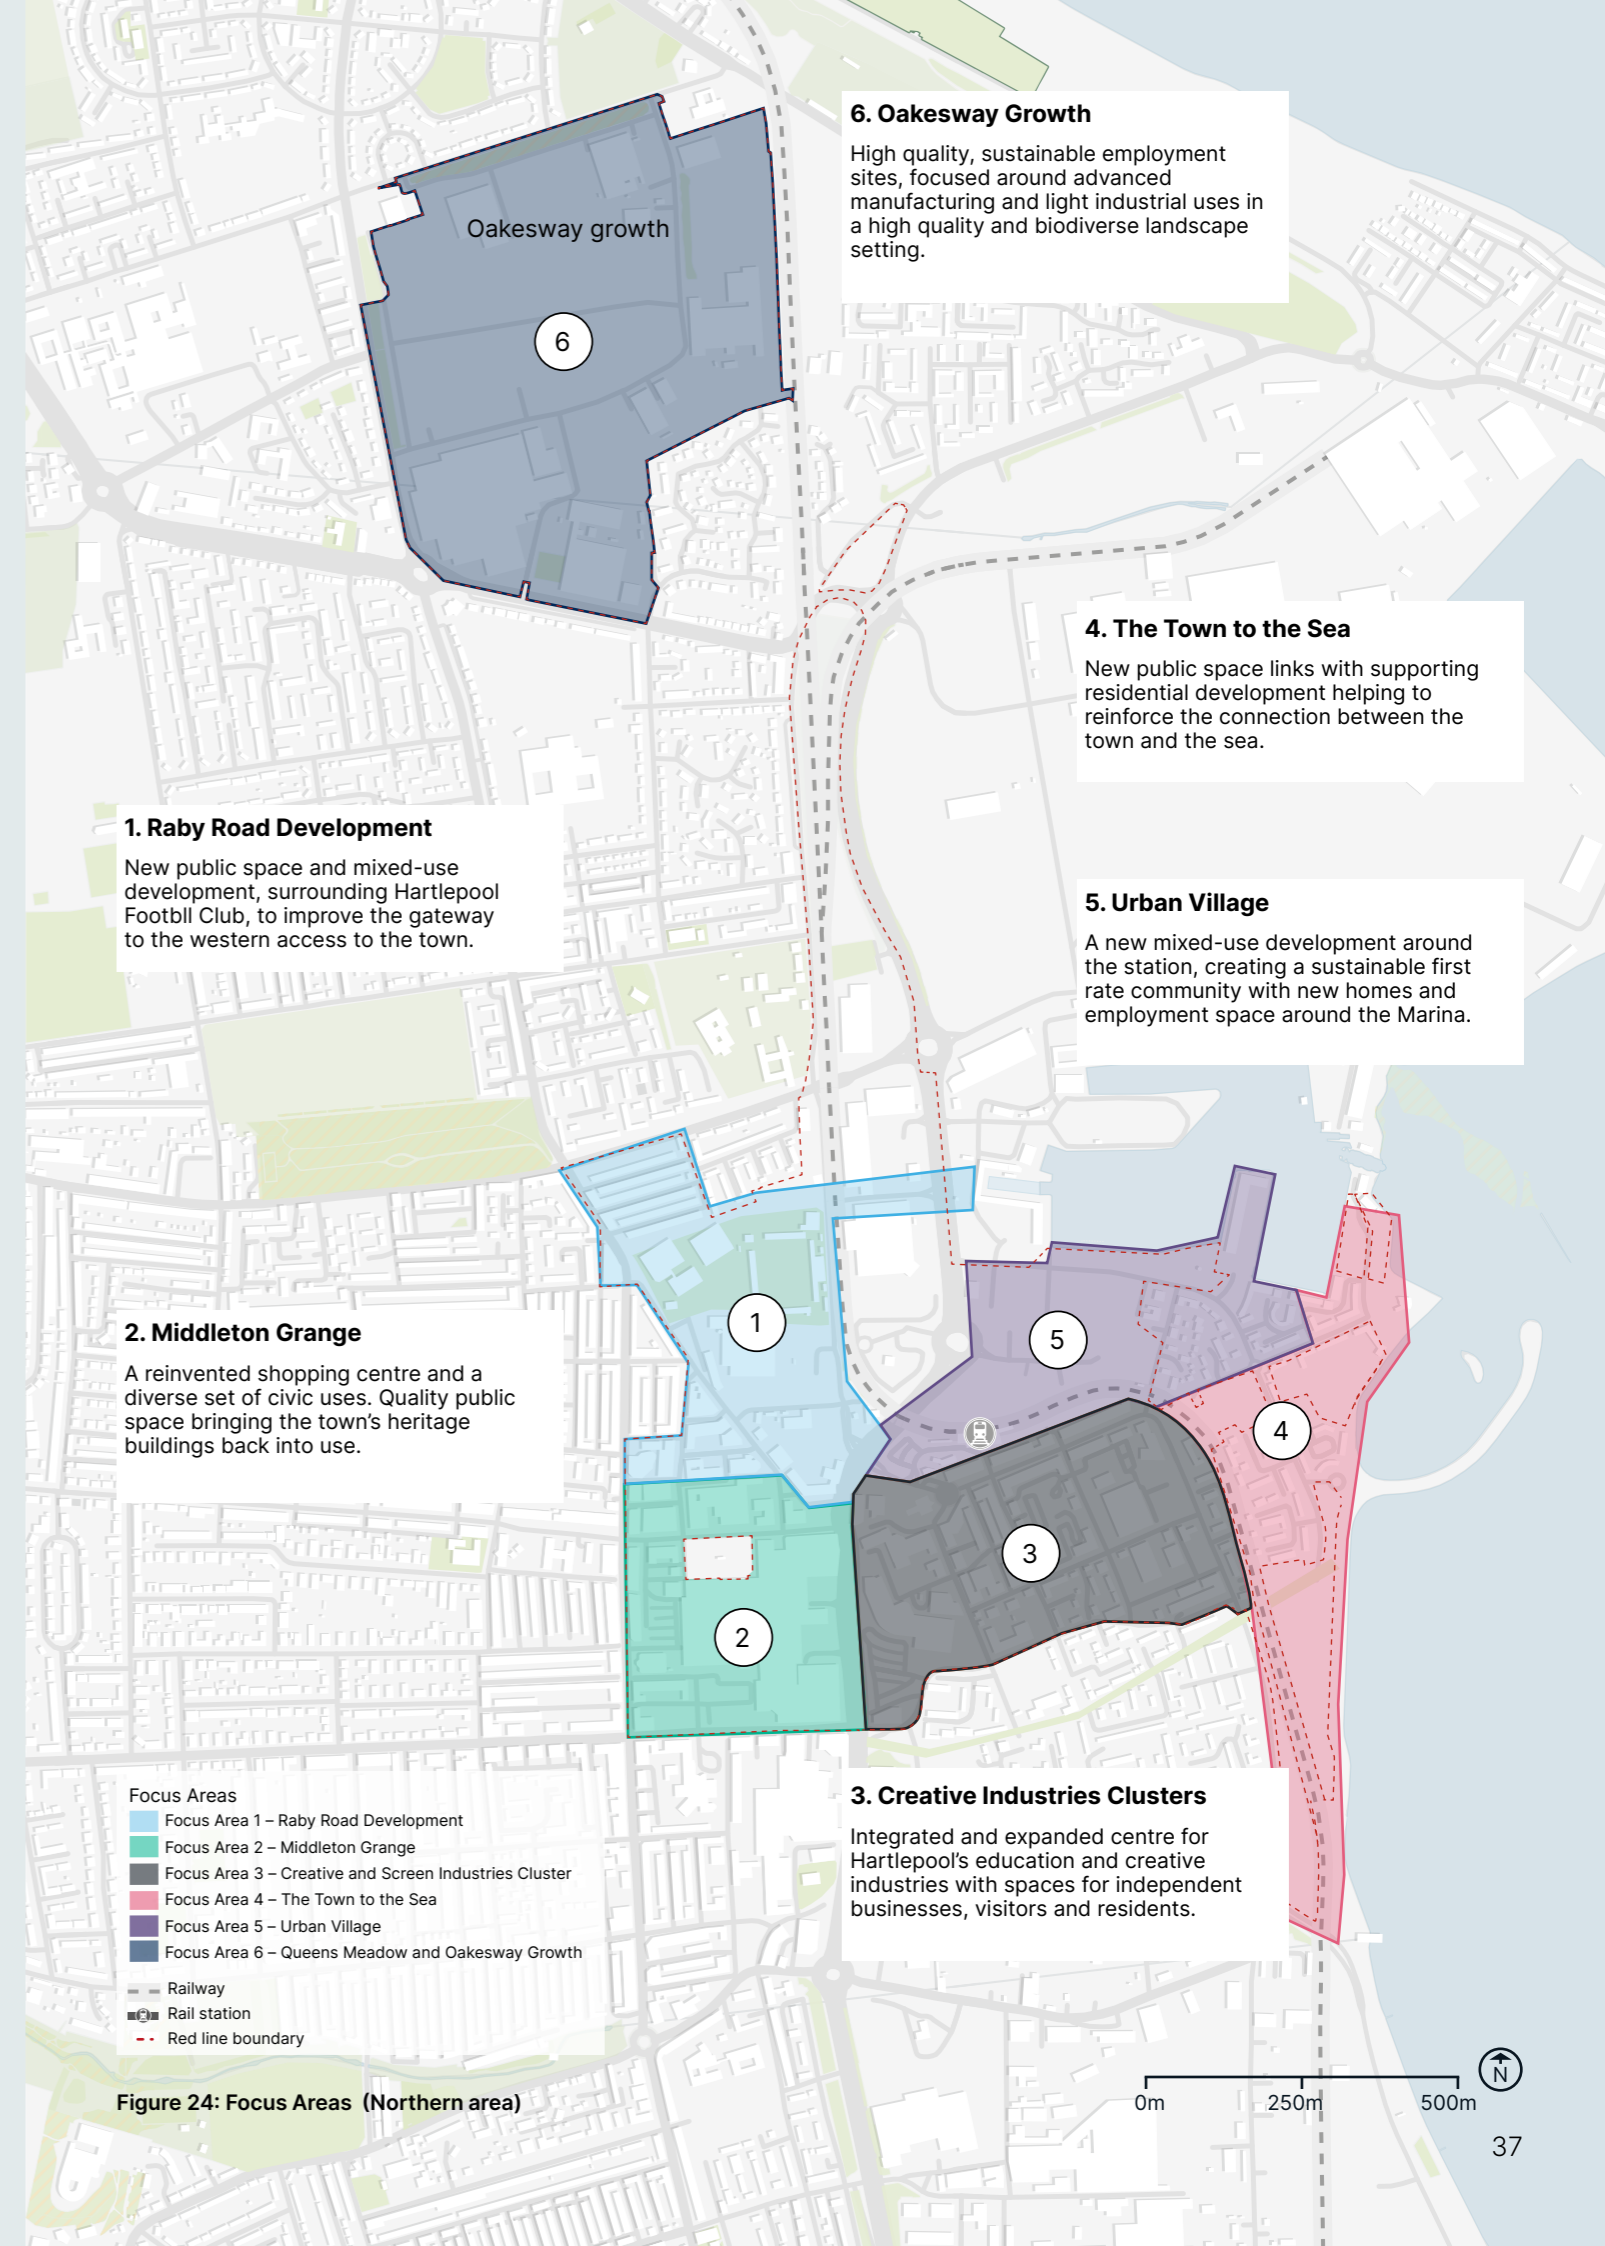 6. Oakesway Growth
High quality, sustainable employment
sites, focused around advanced
manufacturing and light industrial uses in
a high quality and biodiverse landscape
setting.
Oakesway growth
6
4. The Town to the Sea
New public space links with supporting
residential development helping to
reinforce the connection between the
town and the sea.
1. Raby Road Development
New public space and mixed-use
development, surrounding Hartlepool
Footbll Club, to improve the gateway
to the western access to the town.
5. Urban Village
A new mixed-use development around
the station, creating a sustainable first
rate community with new homes and
employment space around the Marina.
1
5
2. Middleton Grange
A reinvented shopping centre and a
diverse set of civic uses. Quality public
space bringing the town’s heritage
buildings back into use.
4
3
2
3. Creative Industries Clusters
Integrated and expanded centre for
Hartlepool’s education and creative
industries with spaces for independent
businesses, visitors and residents.
Focus Areas
Focus Area 1 – Raby Road Development
Focus Area 2 – Middleton Grange
Focus Area 3 – Creative and Screen Industries Cluster
Focus Area 4 – The Town to the Sea
Focus Area 5 – Urban Village
Focus Area 6 – Queens Meadow and Oakesway Growth
Railway
Rail station
Red line boundary
Figure 24: Focus Areas (Northern area)
N
0m 250m 500m
37